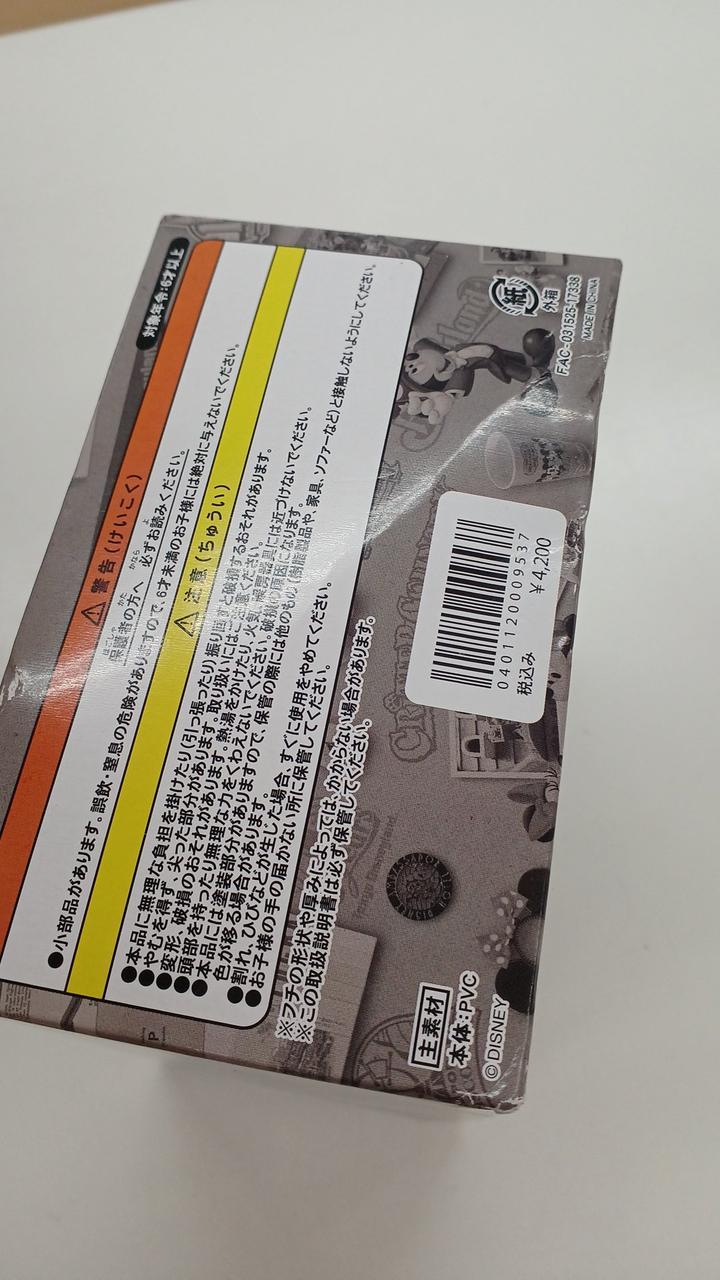 対象年令:6才以上
警告(けいこく)
保護者の方へ 必ずお読みください。
●小部品があります。誤飲・窒息の危険がありますので、6才未満のお子様には絶対に与えないでください。
注意(ちゅうい)
●本品に無理な負担を掛けたり(引っ張ったり)振り回すと破損するおそれがあります。
●やむを得ず、尖った部分があります。取り扱いにはご注意ください。
●変形、破損のおそれがあります。熱湯をかけたり、火気、暖房器具には近づけないでください。
●頭部を持ったり無理な力をくわえないでください。破損の原因になります。
●本品には塗装部分がありますので、保管の際には他のもの(樹脂製品や、家具、ソファーなど)と接触しないようにしてください。
色が移る場合があります。
●割れ、ひびなどが生じた場合、すぐに使用をやめてください。
●お子様の手の届かない所に保管してください。
※フチの形状や厚みによっては、かからない場合があります。
※この取扱説明書は必ず保管してください。
紙
外箱
FAC-031525-17338
MADE IN CHINA
0401120009537
税込み ¥4,200
主素材
本体:PVC
©DISNEY